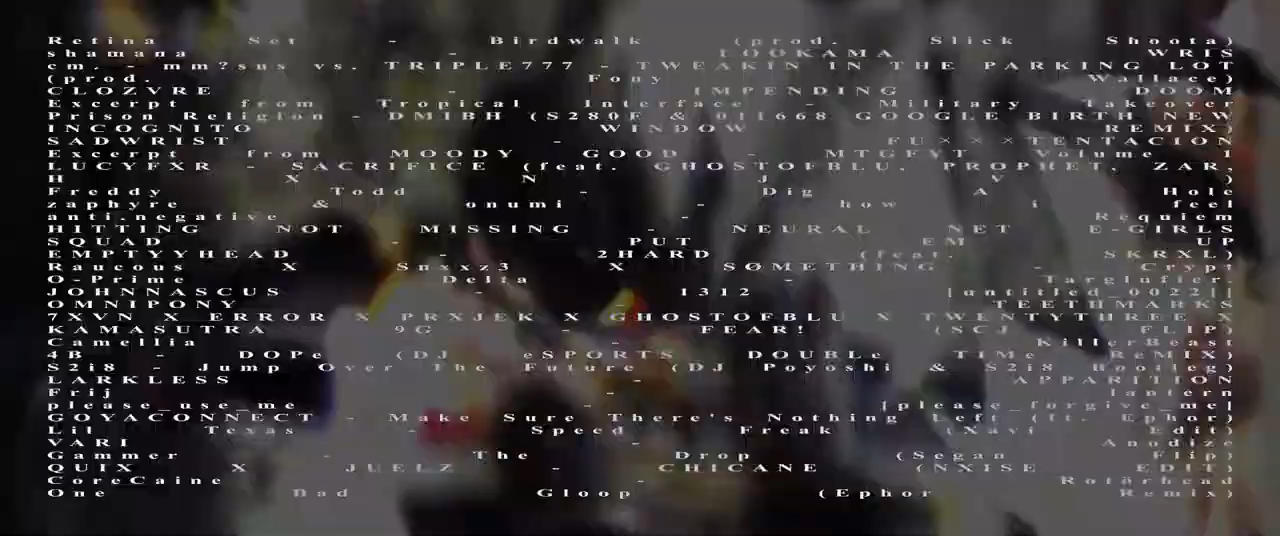 Retina Set - Birdwalk (prod. Slick Shoota)
shamana - LOOKAMA WRIS
em.. mm?sus vs. TRIPLE777 - TWEAKIN IN THE PARKING LOT
(prod. Fony Wallace)
CLOZVRE - IMPENDING DOOM
Excerpt from Tropical Interface - Military Takeover
Prison Religion - DMIBH (S280F & 011668 GOOGLE BIRTH NEW
INCOGNITO WINDOW REMIX)
SADWRIST - FU×××TENTACION
Excerpt from MOODY GOOD - MTGFYT Volume 1
LUCYFXR - SACRIFICE (feat. GHOSTOFBLU, PROPHET, ZAR,
H X N J V )
Freddy Todd - Dig A Hole
zaphyre & onumi - how i feel
anti.negative - Requiem
HITTING NOT MISSING - NEURAL NET E-GIRLS
SQUAD - PUT EM UP
EMPTYYHEAD - 2HARD (feat. SKRXL)
Raucous X Snxxz3 X SØMETHING - Crypt
O-Prime Delta - Targlufier
JOHNNASCUS - 1312 [untitled_00221]
OMNIPONY - TEETHMARKS
7XVN X ERROR X PRXJEK X GHOSTOFBLU X TWENTYTHREE X
KAMASUTRA 9G - FEAR! (SCJ FLIP)
Camellia - KillerBeast
4B - DOPe (DJ eSPORTS DOUBLe TIMe ReMIX)
S2i8 - Jump Over The Future (DJ Poyoshi & S2i8 Bootleg)
LARKLESS - APPARITION
Frij - lantern
please_use_me - [please_forgive_me]
GOYACONNECT - Make Sure There's Nothing Left (ft. Ephor)
Lil Texas - Speed Freak (Xavi Edit)
VARI - Anodize
Gammer - The Drop (Segan Flip)
QUIX X JUELZ - CHICANE (NXISE EDIT)
CoreCaine - Rotärhead
One Bad Gloop (Ephor Remix)